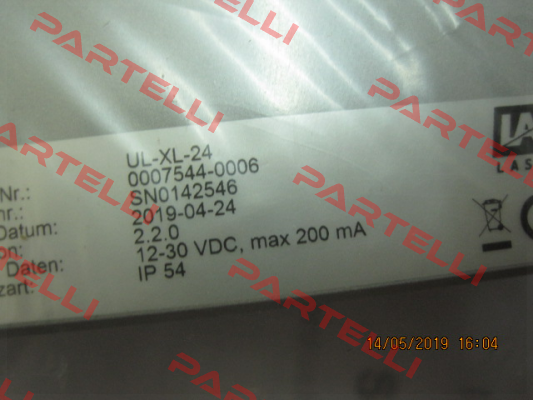 UL-XL-24
Nr.: 0007544-0006
nr.: SN0142546
Datum: 2019-04-24
on: 2.2.0
Daten: 12-30 VDC, max 200 mA
zart: IP 54
LAS
14/05/2019 16:04
PARTELLI
PARTELLI
PARTELLI
PARTELLI
PARTELLI
PARTELLI
PARTELLI
PARTELLI